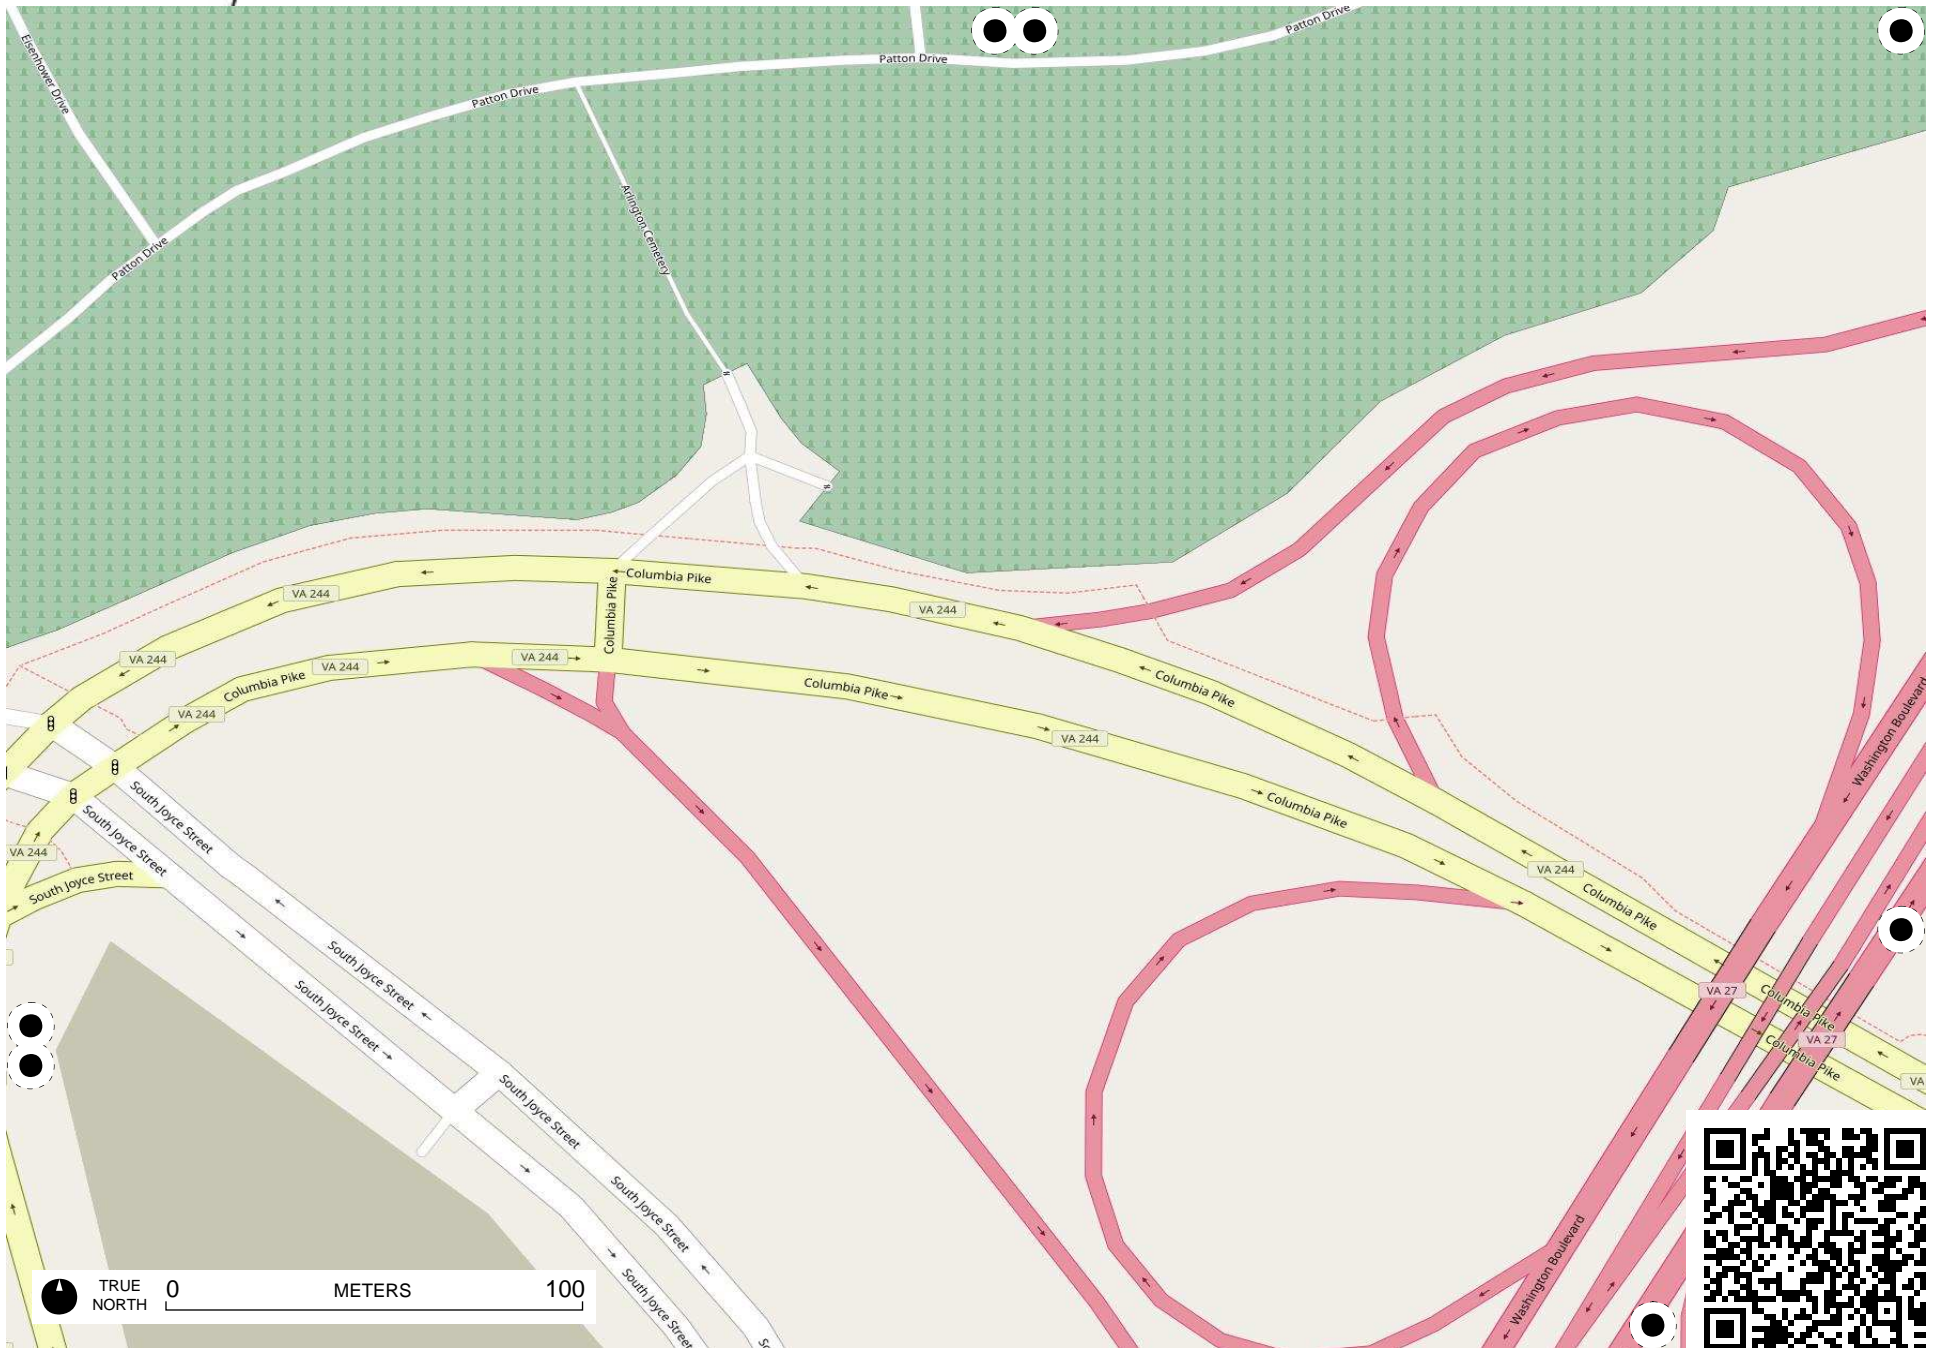 Patton Drive
Eisenhower Drive
Patton Drive
Patton Drive
Patton Drive
Arlington Cemetery
Columbia Pike
VA 244
Columbia Pike
VA 244
VA 244
VA 244
VA 244
Columbia Pike
Columbia Pike
Columbia Pike
VA 244
VA 244
Washington Boulevard
South Joyce Street
Columbia Pike
South Joyce Street
VA 244
VA 244
South Joyce Street
Columbia Pike
South Joyce Street
South Joyce Street
VA 27
Columbia Pike
VA 27
Columbia Pike
VA
South Joyce Street
South Joyce Street
Washington Boulevard
South Joyce Street
TRUE
NORTH
0 METERS 100